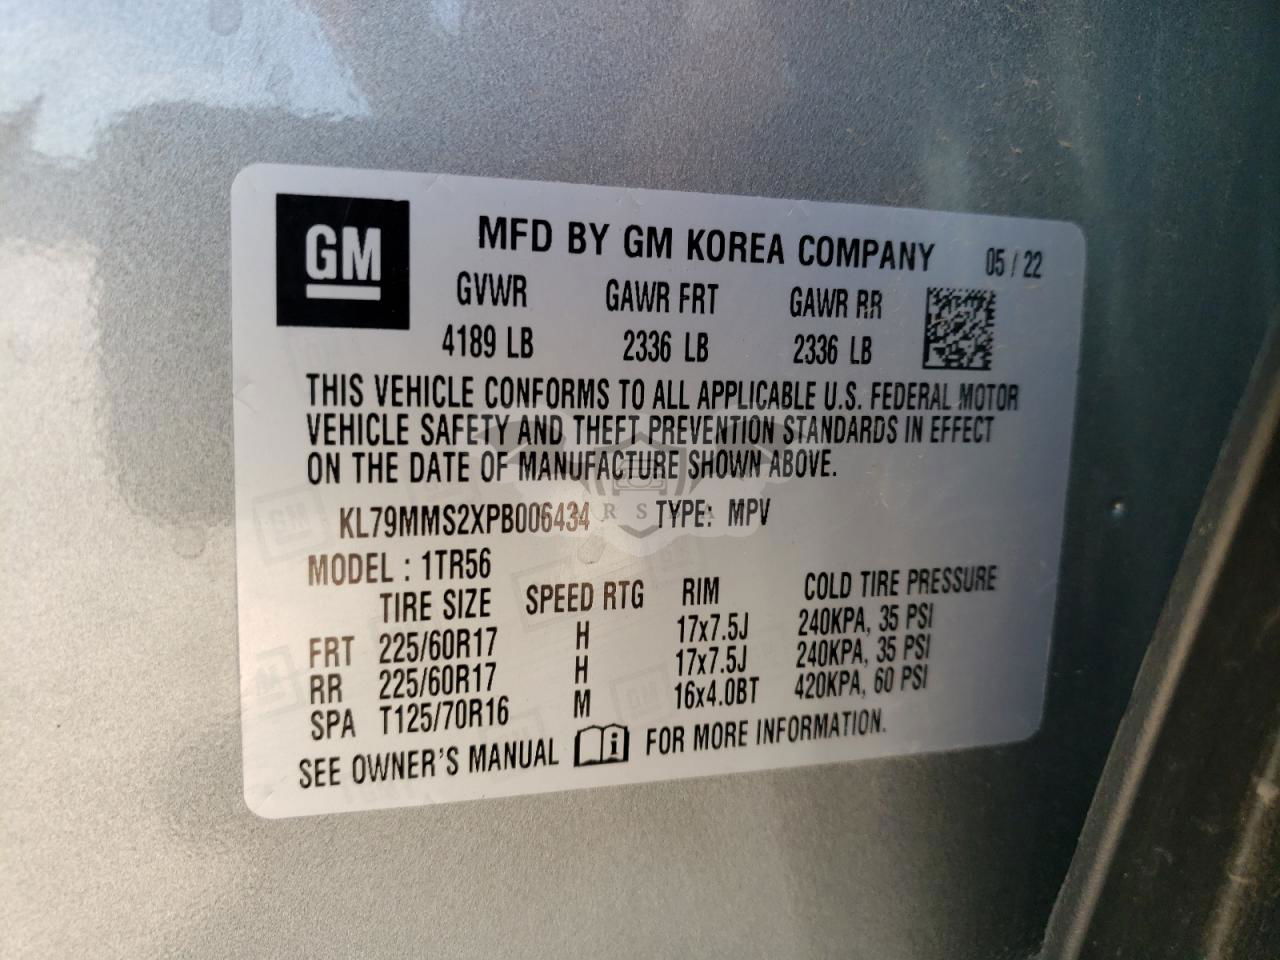 GM
MFD BY GM KOREA COMPANY 05 / 22
GVWR GAWR FRT GAWR RR
4189 LB 2336 LB 2336 LB
THIS VEHICLE CONFORMS TO ALL APPLICABLE U.S. FEDERAL MOTOR
VEHICLE SAFETY AND THEFT PREVENTION STANDARDS IN EFFECT
ON THE DATE OF MANUFACTURE SHOWN ABOVE.
KL79MMS2XPB006434 TYPE: MPV
MODEL : 1TR56
TIRE SIZE SPEED RTG RIM COLD TIRE PRESSURE
FRT 225/60R17 H 17x7.5J 240KPA, 35 PSI
RR 225/60R17 H 17x7.5J 240KPA, 35 PSI
SPA T125/70R16 M 16x4.0BT 420KPA, 60 PSI
SEE OWNER'S MANUAL FOR MORE INFORMATION.